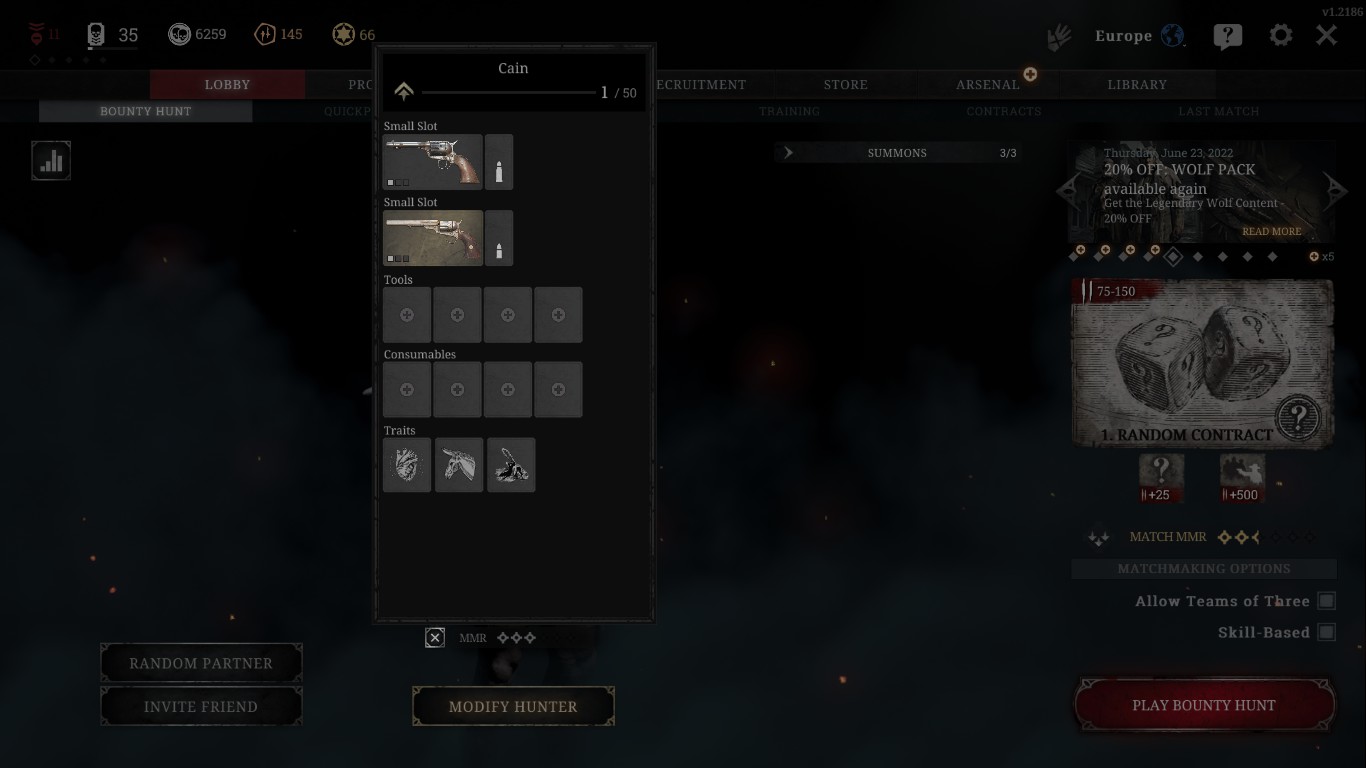 v1.2186
11
35
6259
145
66
Europe
LOBBY
PRO
ECRUITMENT
STORE
ARSENAL
LIBRARY
BOUNTY HUNT
QUICKP
TRAINING
CONTRACTS
LAST MATCH
Cain
1 / 50
Small Slot
Small Slot
Tools
Consumables
Traits
MMR
SUMMONS 3/3
Thursday, June 23, 2022
20% OFF: WOLF PACK
available again
Get the Legendary Wolf Content -
20% OFF
READ MORE
x5
75-150
1. RANDOM CONTRACT
+25
+500
MATCH MMR
MATCHMAKING OPTIONS
Allow Teams of Three
Skill-Based
RANDOM PARTNER
INVITE FRIEND
MODIFY HUNTER
PLAY BOUNTY HUNT